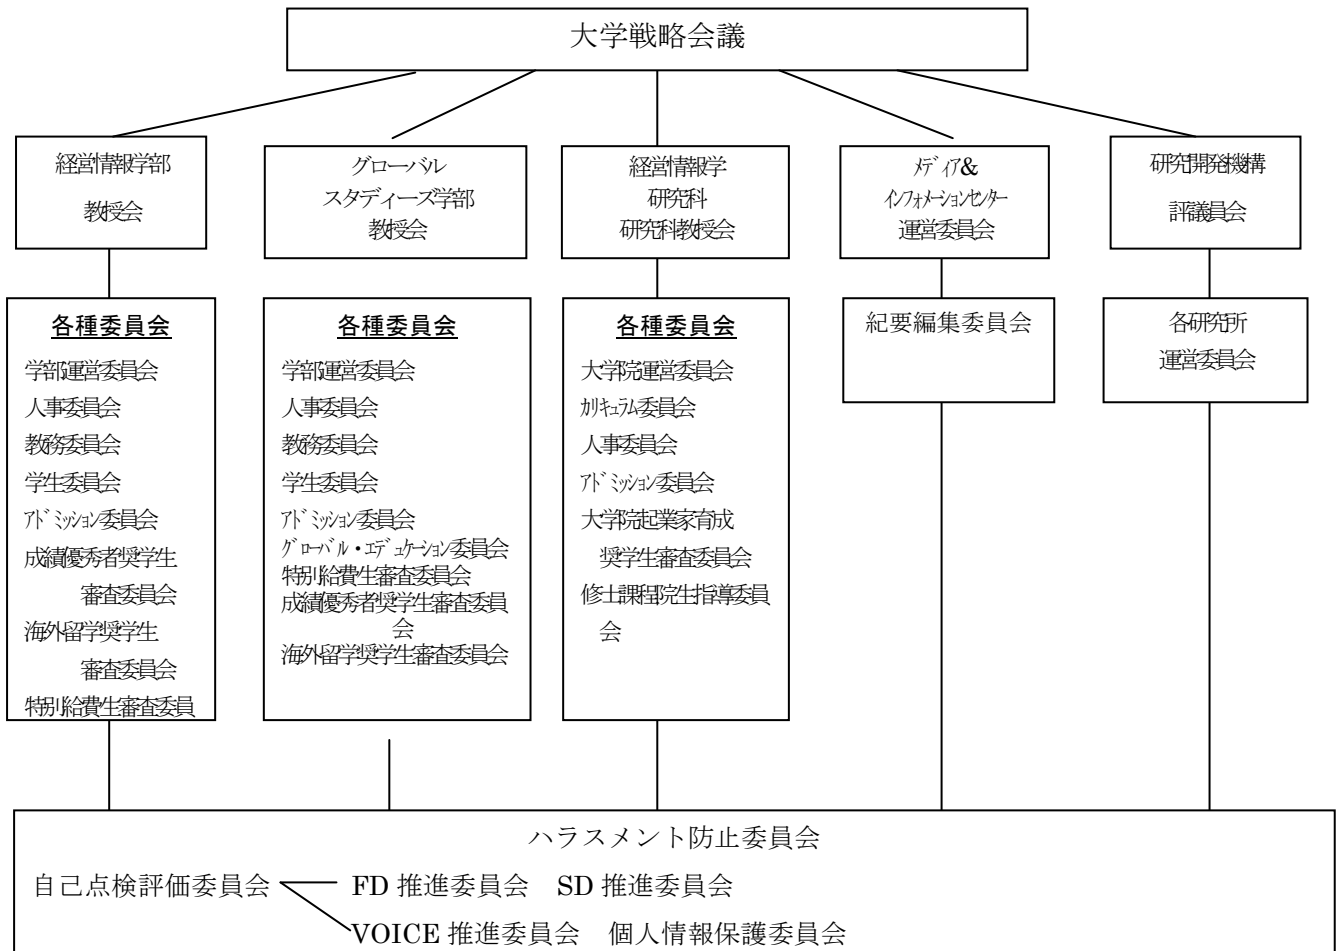 大学戦略会議
経営情報学部
教授会
グローバル
スタディーズ学部
教授会
経営情報学
研究科
研究科教授会
ﾒﾃﾞｨｱ&
ｲﾝﾌｫﾒｰｼｮﾝｾﾝﾀｰ
運営委員会
研究開発機構
評議員会
各種委員会
学部運営委員会
人事委員会
教務委員会
学生委員会
ｱﾄﾞﾐｯｼｮﾝ委員会
成績優秀者奨学生
審査委員会
海外留学奨学生
審査委員会
特別給費生審査委員
各種委員会
学部運営委員会
人事委員会
教務委員会
学生委員会
ｱﾄﾞﾐｯｼｮﾝ委員会
ｸﾞﾛｰﾊﾞﾙ・ｴﾃﾞｭｹｰｼｮﾝ委員会
特別給費生審査委員会
成績優秀者奨学生審査委員
会
海外留学奨学生審査委員会
各種委員会
大学院運営委員会
ｶﾘｷｭﾗﾑ委員会
人事委員会
ｱﾄﾞﾐｯｼｮﾝ委員会
大学院起業家育成
奨学生審査委員会
修士課程院生指導委員
会
紀要編集委員会
各研究所
運営委員会
ハラスメント防止委員会
自己点検評価委員会 FD 推進委員会 SD 推進委員会
VOICE 推進委員会 個人情報保護委員会